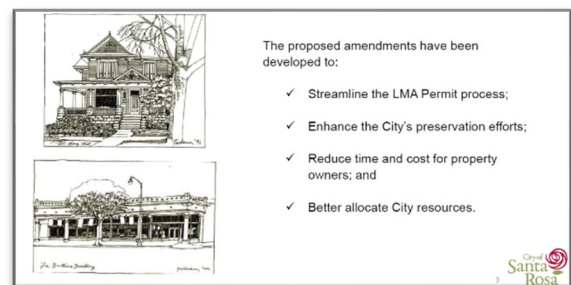 The proposed amendments have been
developed to:
✓ Streamline the LMA Permit process;
✓ Enhance the City's preservation efforts;
✓ Reduce time and cost for property
owners; and
✓ Better allocate City resources.
City of
Santa
Rosa
3